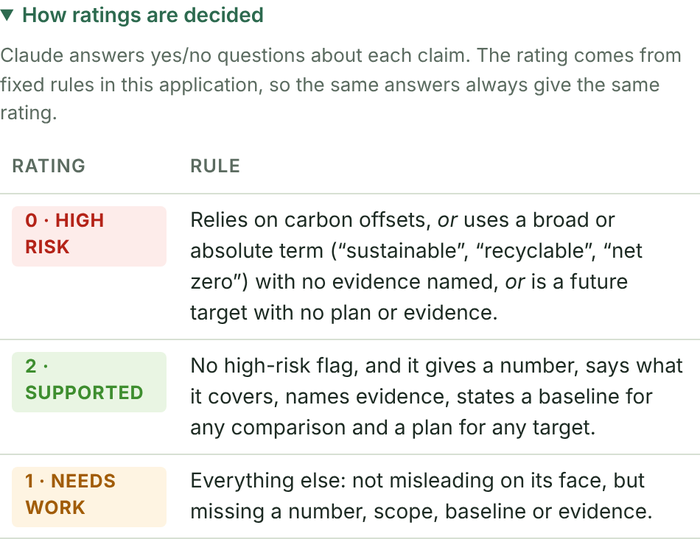 ▼ How ratings are decided
Claude answers yes/no questions about each claim. The rating comes from
fixed rules in this application, so the same answers always give the same
rating.
RATING RULE
0 · HIGH
RISK
Relies on carbon offsets, or uses a broad or
absolute term (“sustainable”, “recyclable”, “net
zero”) with no evidence named, or is a future
target with no plan or evidence.
2 ·
SUPPORTED
No high-risk flag, and it gives a number, says what
it covers, names evidence, states a baseline for
any comparison and a plan for any target.
1 · NEEDS
WORK
Everything else: not misleading on its face, but
missing a number, scope, baseline or evidence.